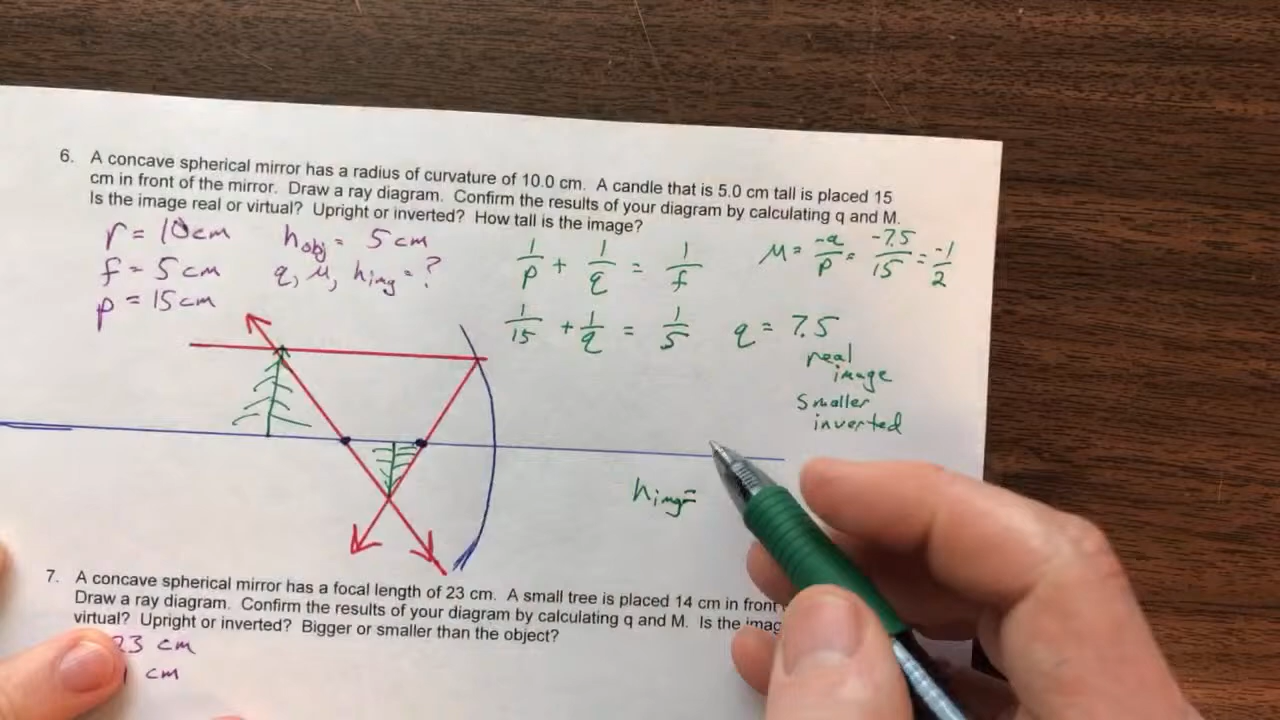 6. A concave spherical mirror has a radius of curvature of 10.0 cm. A candle that is 5.0 cm tall is placed 15
cm in front of the mirror. Draw a ray diagram. Confirm the results of your diagram by calculating q and M.
Is the image real or virtual? Upright or inverted? How tall is the image?
r = 10cm
f = 5cm
p = 15cm
hobj = 5cm
q, M, himg = ?
1/p + 1/q = 1/f
1/15 + 1/q = 1/5
M = -q/p = -7.5/15 = -1/2
q = 7.5
real
image
smaller
inverted
himg=
7. A concave spherical mirror has a focal length of 23 cm. A small tree is placed 14 cm in front
Draw a ray diagram. Confirm the results of your diagram by calculating q and M. Is the imag
virtual? Upright or inverted? Bigger or smaller than the object?
23 cm
cm